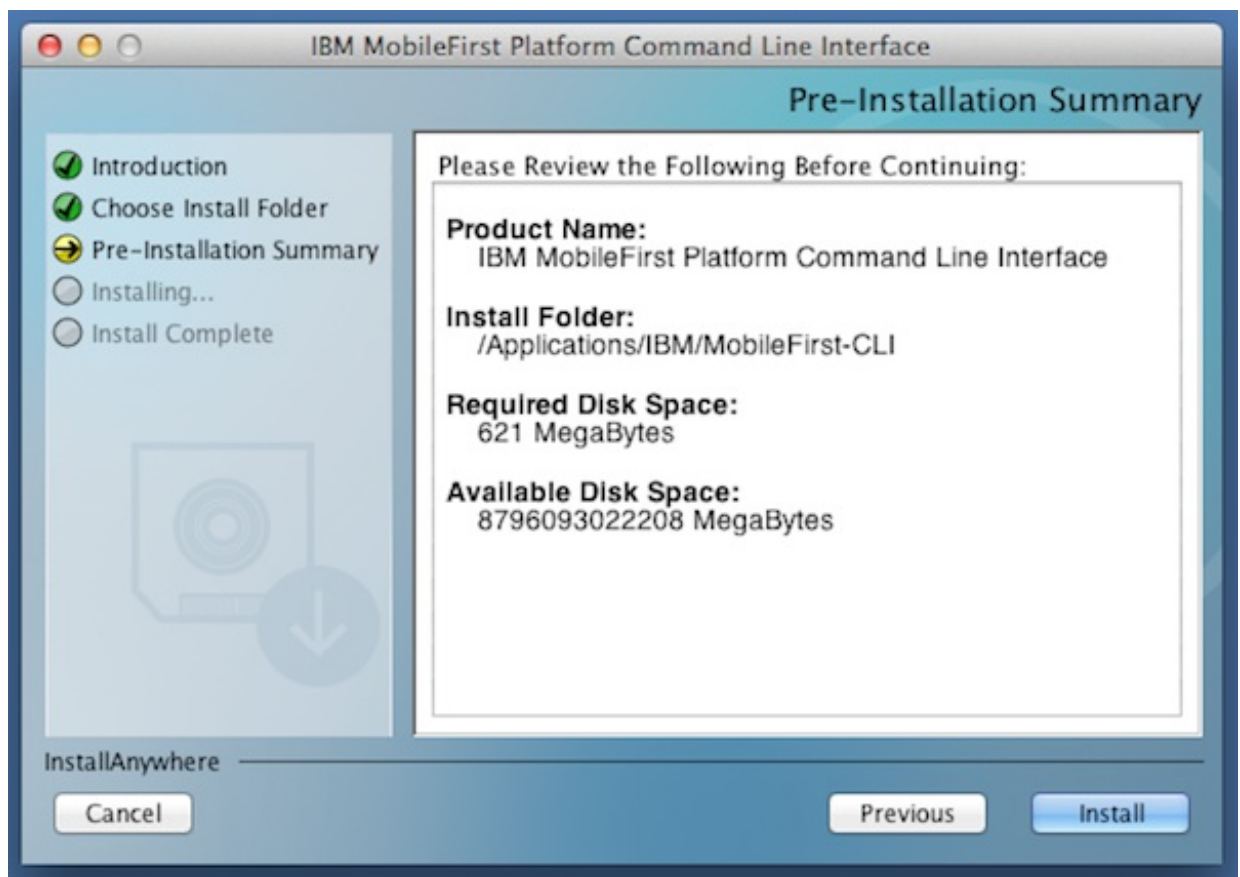 IBM MobileFirst Platform Command Line Interface
Pre-Installation Summary
Introduction
Choose Install Folder
Pre-Installation Summary
Installing...
Install Complete
Please Review the Following Before Continuing:
Product Name:
IBM MobileFirst Platform Command Line Interface
Install Folder:
/Applications/IBM/MobileFirst-CLI
Required Disk Space:
621 MegaBytes
Available Disk Space:
8796093022208 MegaBytes
InstallAnywhere
Cancel
Previous
Install